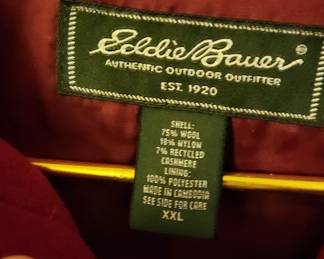 Eddie Bauer®
AUTHENTIC OUTDOOR OUTFITTER
EST. 1920
SHELL:
75% WOOL
18% NYLON
7% RECYCLED
CASHMERE
LINING:
100% POLYESTER
MADE IN CAMBODIA
SEE SIDE FOR CARE
XXL